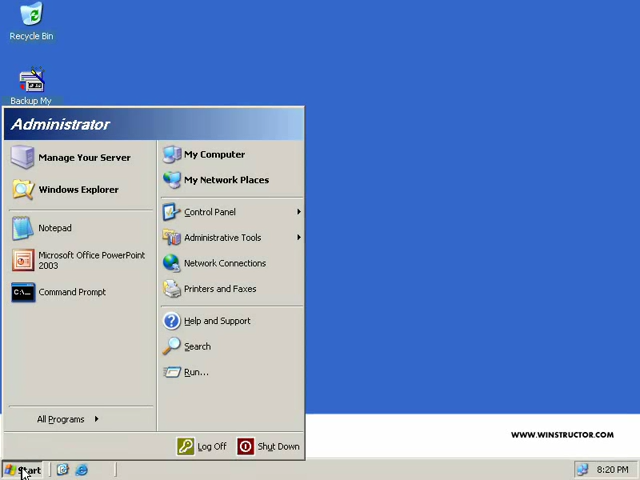 Recycle Bin
Backup My
Administrator
Manage Your Server
Windows Explorer
Notepad
Microsoft Office PowerPoint
2003
C:\...
Command Prompt
All Programs
My Computer
My Network Places
Control Panel
Administrative Tools
Network Connections
Printers and Faxes
Help and Support
Search
Run...
Log Off
Shut Down
WWW.WINSTRUCTOR.COM
Start
8:20 PM